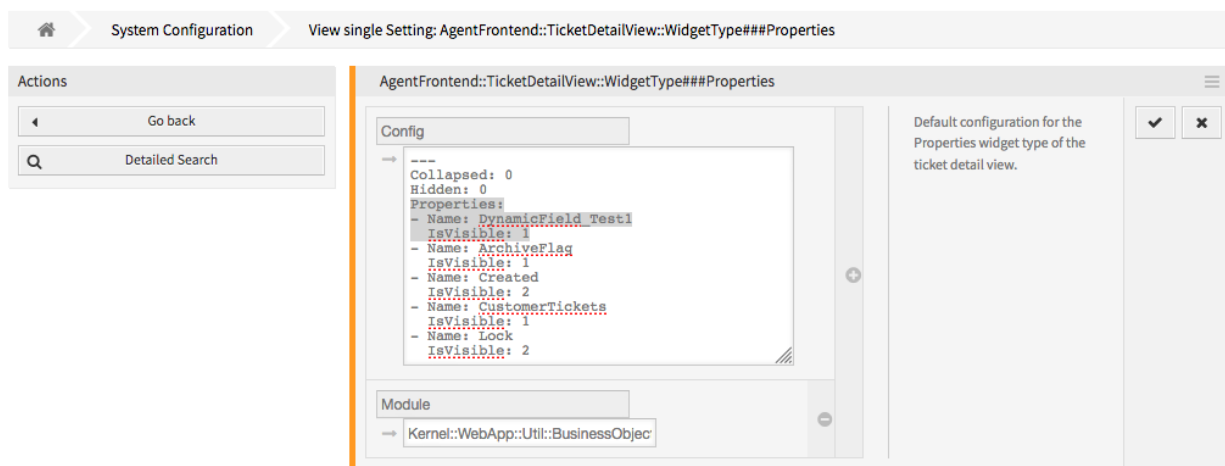 System Configuration
View single Setting: AgentFrontend::TicketDetailView::WidgetType###Properties
Actions
Go back
Detailed Search
AgentFrontend::TicketDetailView::WidgetType###Properties
Config
---
Collapsed: 0
Hidden: 0
Properties:
- Name: DynamicField_Test1
IsVisible: 1
- Name: ArchiveFlag
IsVisible: 1
- Name: Created
IsVisible: 2
- Name: CustomerTickets
IsVisible: 1
- Name: Lock
IsVisible: 2
Module
Kernel::WebApp::Util::BusinessObjec
Default configuration for the
Properties widget type of the
ticket detail view.